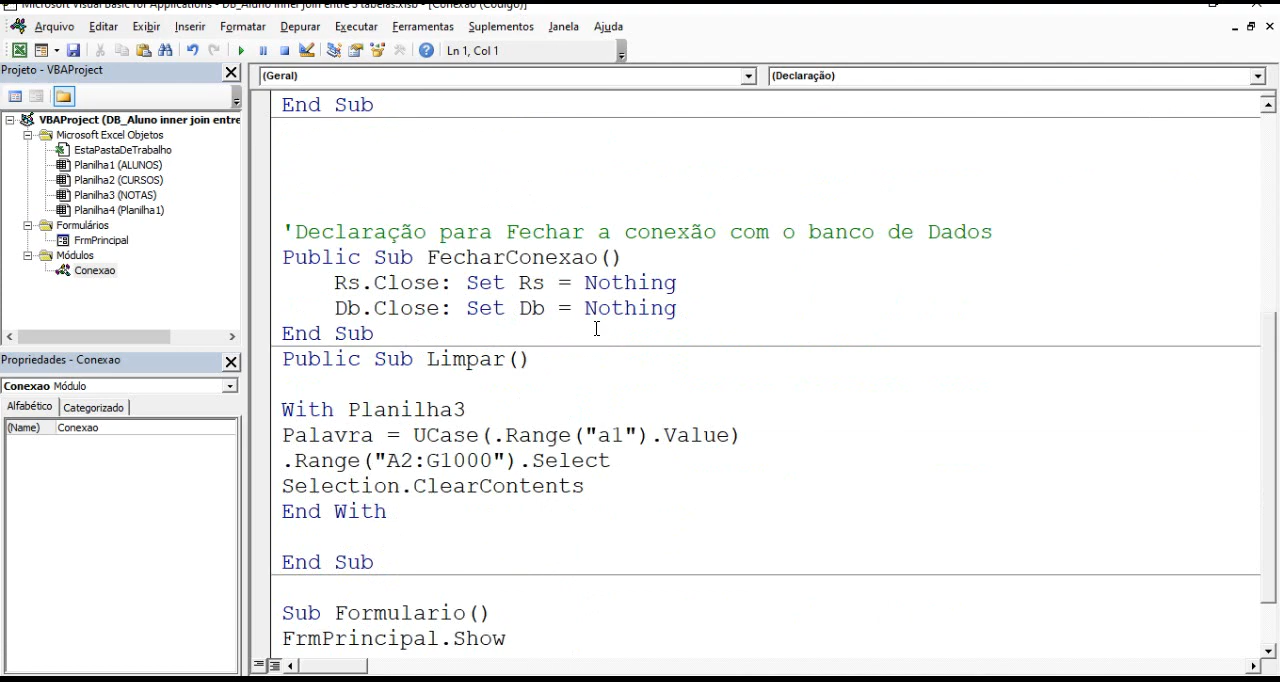 Microsoft Visual Basic for Applications - DB_Aluno inner join entre 3 tabelas.xlsb - [Conexao (Código)]
Arquivo Editar Exibir Inserir Formatar Depurar Executar Ferramentas Suplementos Janela Ajuda
Ln 1, Col 1
Projeto - VBAProject
(Geral)
(Declaração)
VBAProject (DB_Aluno inner join entre
Microsoft Excel Objetos
EstaPastaDeTrabalho
Planilha1 (ALUNOS)
Planilha2 (CURSOS)
Planilha3 (NOTAS)
Planilha4 (Planilha1)
Formulários
FrmPrincipal
Módulos
Conexao
Propriedades - Conexao
Conexao Módulo
Alfabético Categorizado
(Name) Conexao
End Sub
'Declaração para Fechar a conexão com o banco de Dados
Public Sub FecharConexao()
Rs.Close: Set Rs = Nothing
Db.Close: Set Db = Nothing
End Sub
Public Sub Limpar()
With Planilha3
Palavra = UCase(.Range("a1").Value)
.Range("A2:G1000").Select
Selection.ClearContents
End With
End Sub
Sub Formulario()
FrmPrincipal.Show